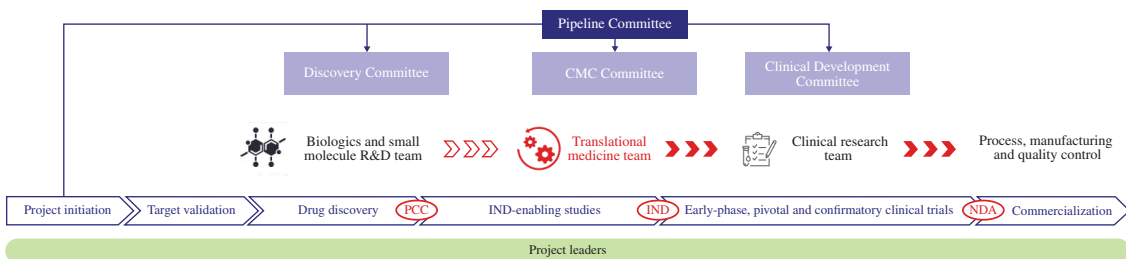 Pipeline Committee
Discovery Committee
CMC Committee
Clinical Development
Committee
Biologics and small
molecule R&D team
Translational
medicine team
Clinical research
team
Process, manufacturing
and quality control
Project initiation
Target validation
Drug discovery
PCC
IND-enabling studies
IND
Early-phase, pivotal and confirmatory clinical trials
NDA
Commercialization
Project leaders